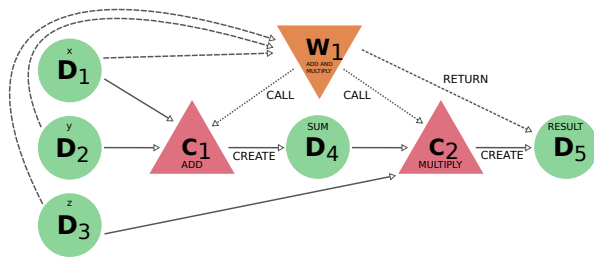 x
D1
W1
ADD AND
MULTIPLY
RETURN
CALL
CALL
y
D2
C1
ADD
CREATE
SUM
D4
C2
MULTIPLY
CREATE
RESULT
D5
z
D3